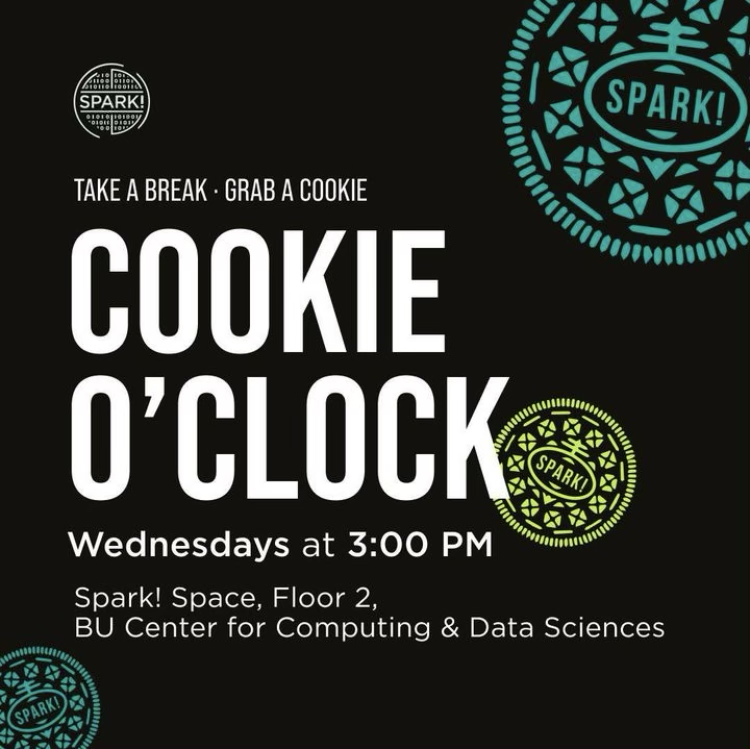 SPARK!
SPARK!
TAKE A BREAK · GRAB A COOKIE
COOKIE
O’CLOCK
SPARK!
Wednesdays at 3:00 PM
Spark! Space, Floor 2,
BU Center for Computing & Data Sciences
SPARK!